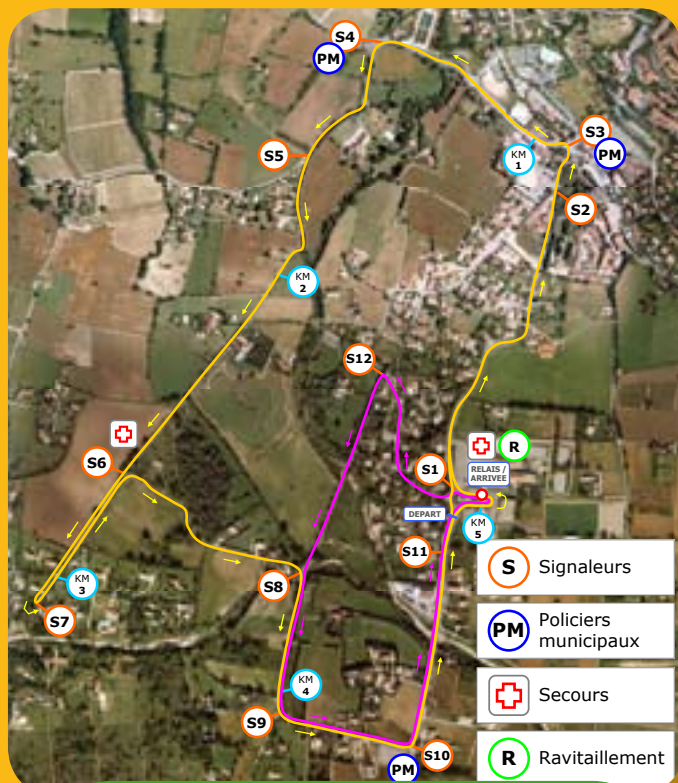 S4
PM
S3
KM
1
PM
S5
S2
KM
2
S12
S6
S1
R
RELAIS /
ARRIVEE
DEPART
KM
5
S11
KM
3
S7
S8
KM
4
S9
S10
PM
S Signaleurs
PM Policiers
municipaux
Secours
R Ravitaillement